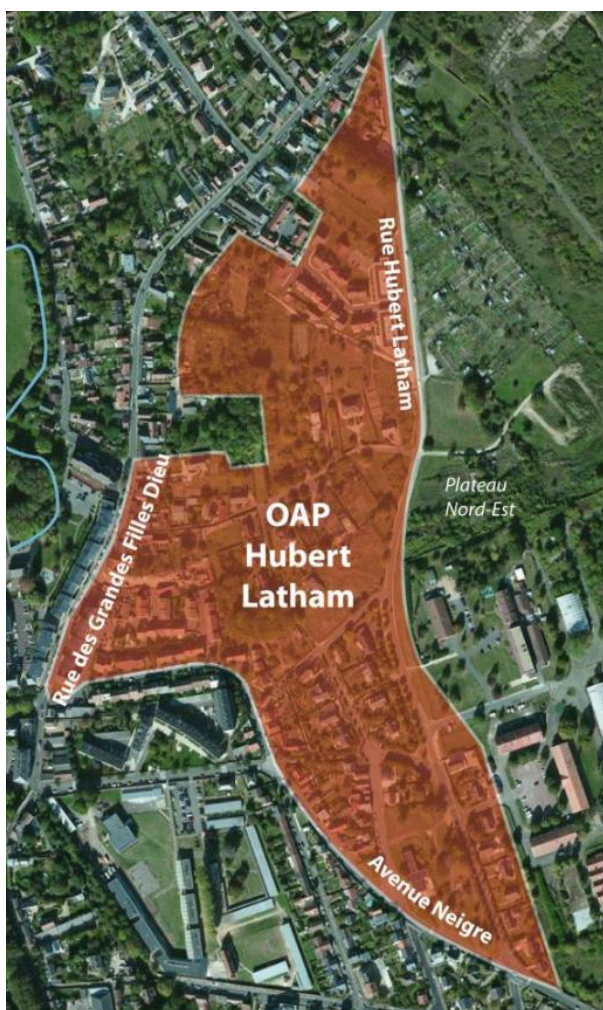 Rue Hubert Latham
Plateau
Nord-Est
Rue des Grandes Filles Dieu
OAP
Hubert
Latham
Avenue Neigre